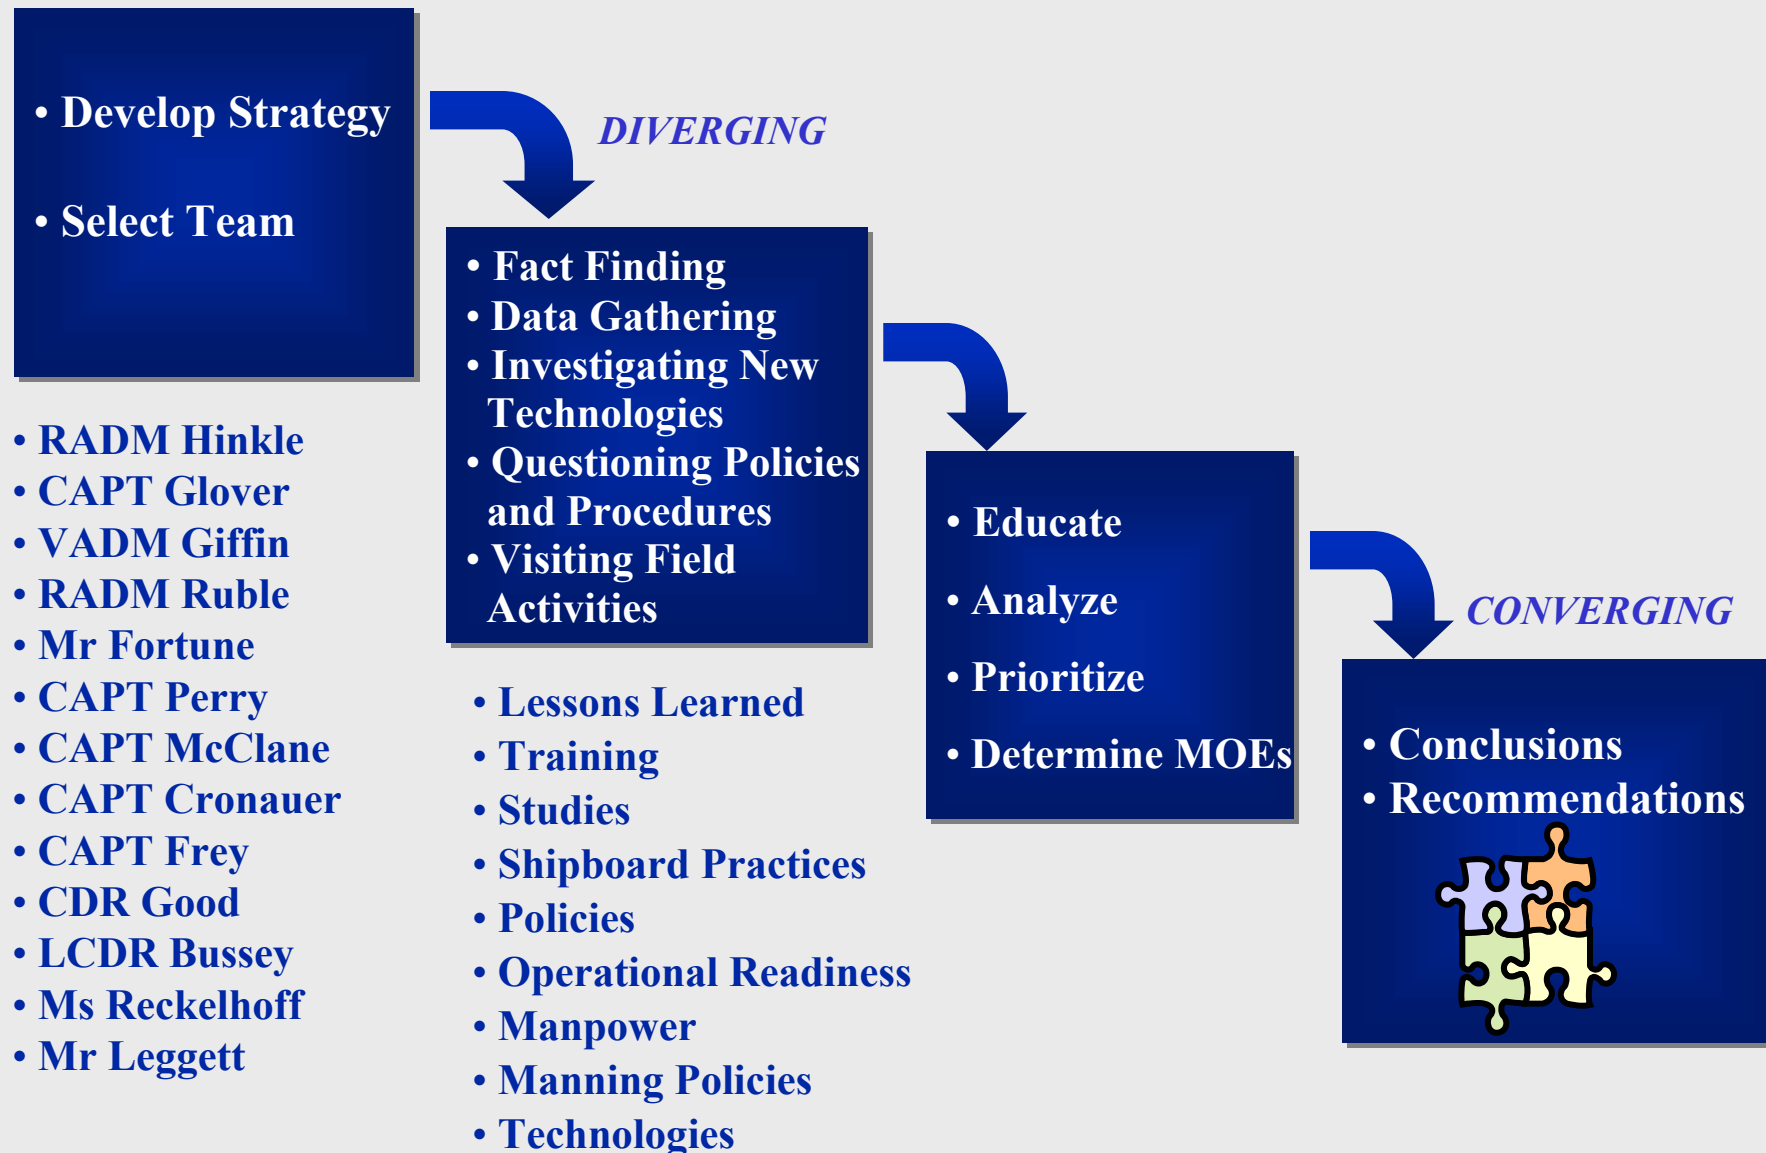 • Develop Strategy
• Select Team
DIVERGING
• Fact Finding
• Data Gathering
• Investigating New
Technologies
• Questioning Policies
and Procedures
• Visiting Field
Activities
• RADM Hinkle
• CAPT Glover
• VADM Giffin
• RADM Ruble
• Mr Fortune
• CAPT Perry
• CAPT McClane
• CAPT Cronauer
• CAPT Frey
• CDR Good
• LCDR Bussey
• Ms Reckelhoff
• Mr Leggett
• Lessons Learned
• Training
• Studies
• Shipboard Practices
• Policies
• Operational Readiness
• Manpower
• Manning Policies
• Technologies
• Educate
• Analyze
• Prioritize
• Determine MOEs
CONVERGING
• Conclusions
• Recommendations